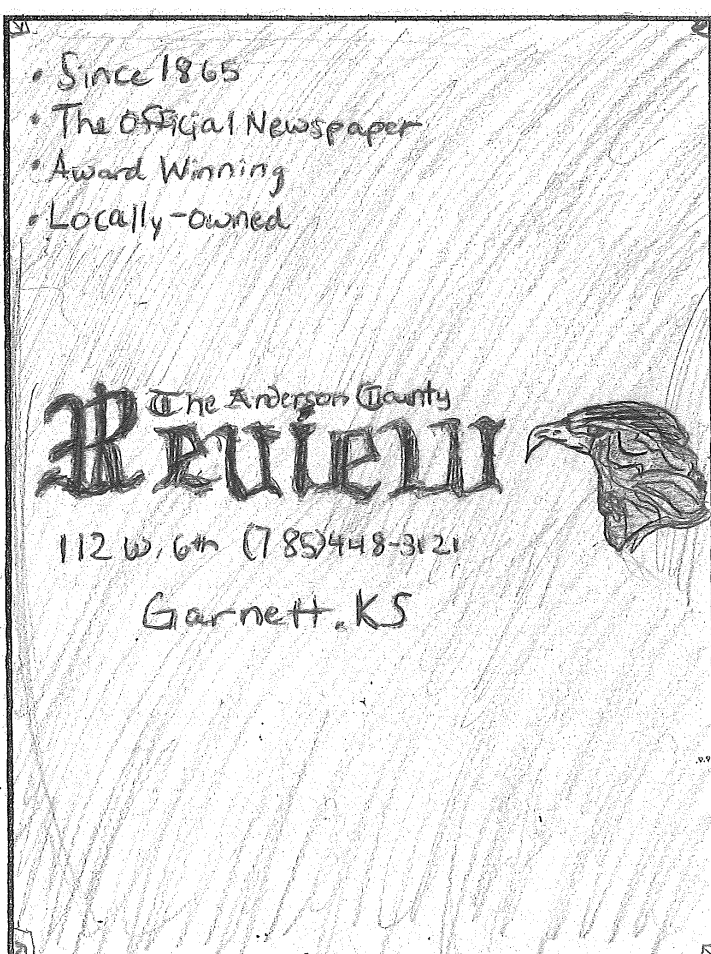 • Since 1865
• The Official Newspaper
• Award Winning
• Locally-owned
The Anderson County
Review
112 W. 6th (785)448-3121
Garnett, KS